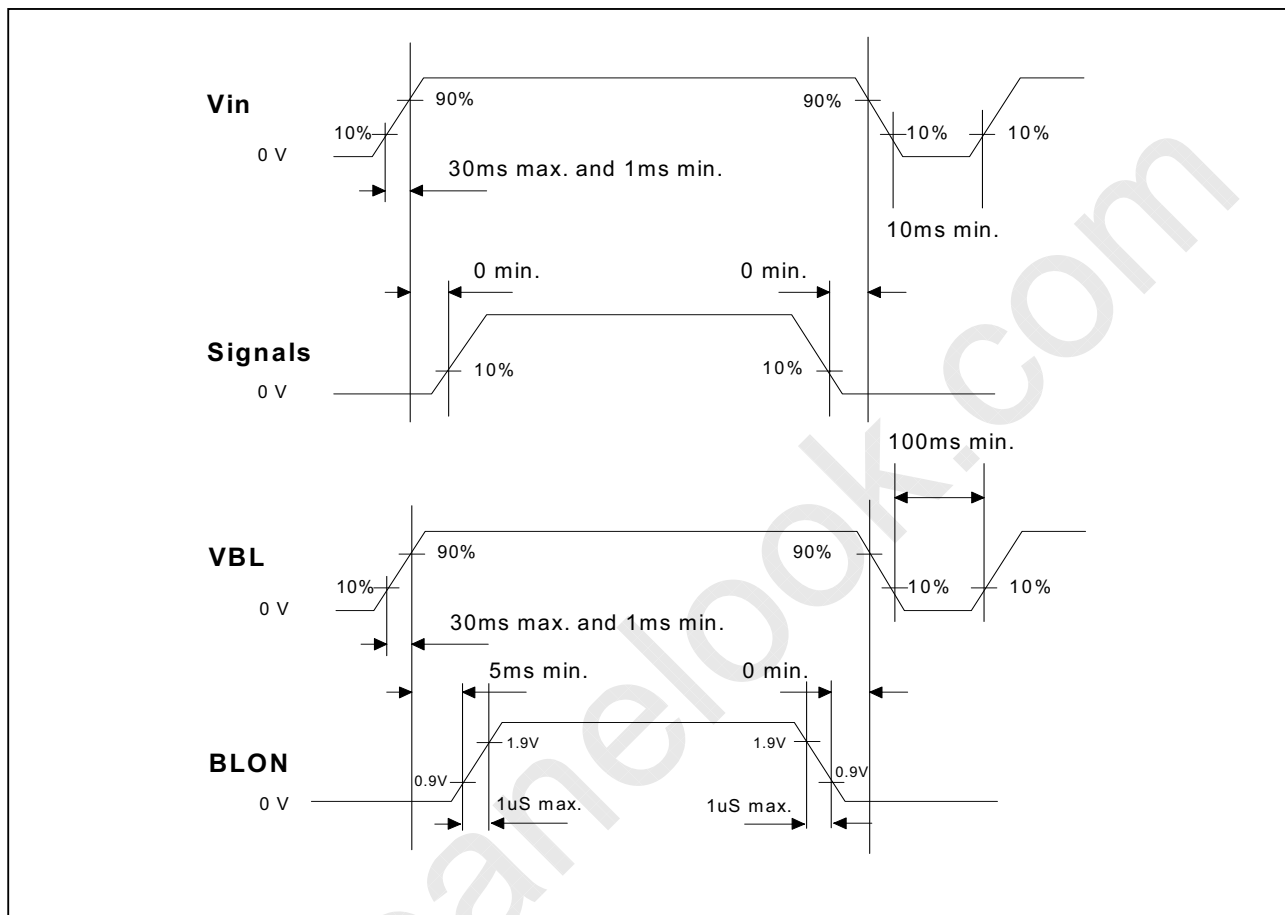 Vin
90%
90%
10%
10%
10%
0 V
30ms max. and 1ms min.
10ms min.
0 min.
0 min.
Signals
10%
10%
0 V
100ms min.
VBL
90%
90%
10%
10%
10%
0 V
30ms max. and 1ms min.
5ms min.
0 min.
BLON
1.9V
1.9V
0.9V
0.9V
0 V
1uS max.
1uS max.
panelook.com